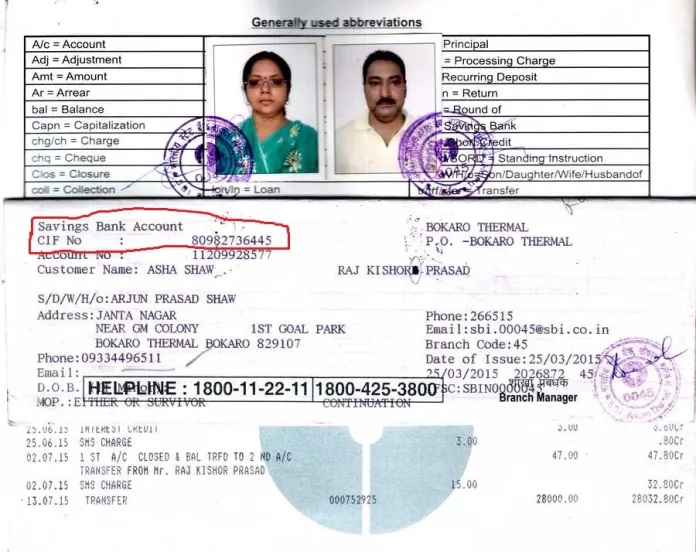 Generally used abbreviations
A/c = Account
Principal
Adj = Adjustment
= Processing Charge
Amt = Amount
Recurring Deposit
Ar = Arrear
n = Return
bal = Balance
= Round of
Capn = Capitalization
Savings Bank
chg/ch = Charge
Credit
chq = Cheque
= Standing Instruction
Clos = Closure
Son/Daughter/Wife/Husbandof
coll = Collection
= Loan
Transfer
Savings Bank Account
CIF No : 80982736445
Account No : 11209928577
Customer Name: ASHA SHAW RAJ KISHOR PRASAD
BOKARO THERMAL
P.O. -BOKARO THERMAL
S/D/W/H/o:ARJUN PRASAD SHAW
Address:JANTA NAGAR
NEAR GM COLONY 1ST GOAL PARK
BOKARO THERMAL BOKARO 829107
Phone:09334496511
Email:
D.O.B.
MOP.:EITHER OR SURVIVOR
Phone:266515
Email:sbi.00045@sbi.co.in
Branch Code:45
Date of Issue:25/03/2015
25/03/2015 2026872 45
HELPLINE : 1800-11-22-11 1800-425-3800
शाखा प्रबंधक
Branch Manager
CONTINUATION
25.06.15 INTEREST CREDIT 3.00 3.80Cr
25.06.15 SMS CHARGE 3.00 .80Cr
02.07.15 1 ST A/C CLOSED & BAL TRFD TO 2 ND A/C 47.00 47.80Cr
TRANSFER FROM Mr. RAJ KISHOR PRASAD
02.07.15 SMS CHARGE 15.00 32.80Cr
13.07.15 TRANSFER 000752925 28000.00 28032.80Cr